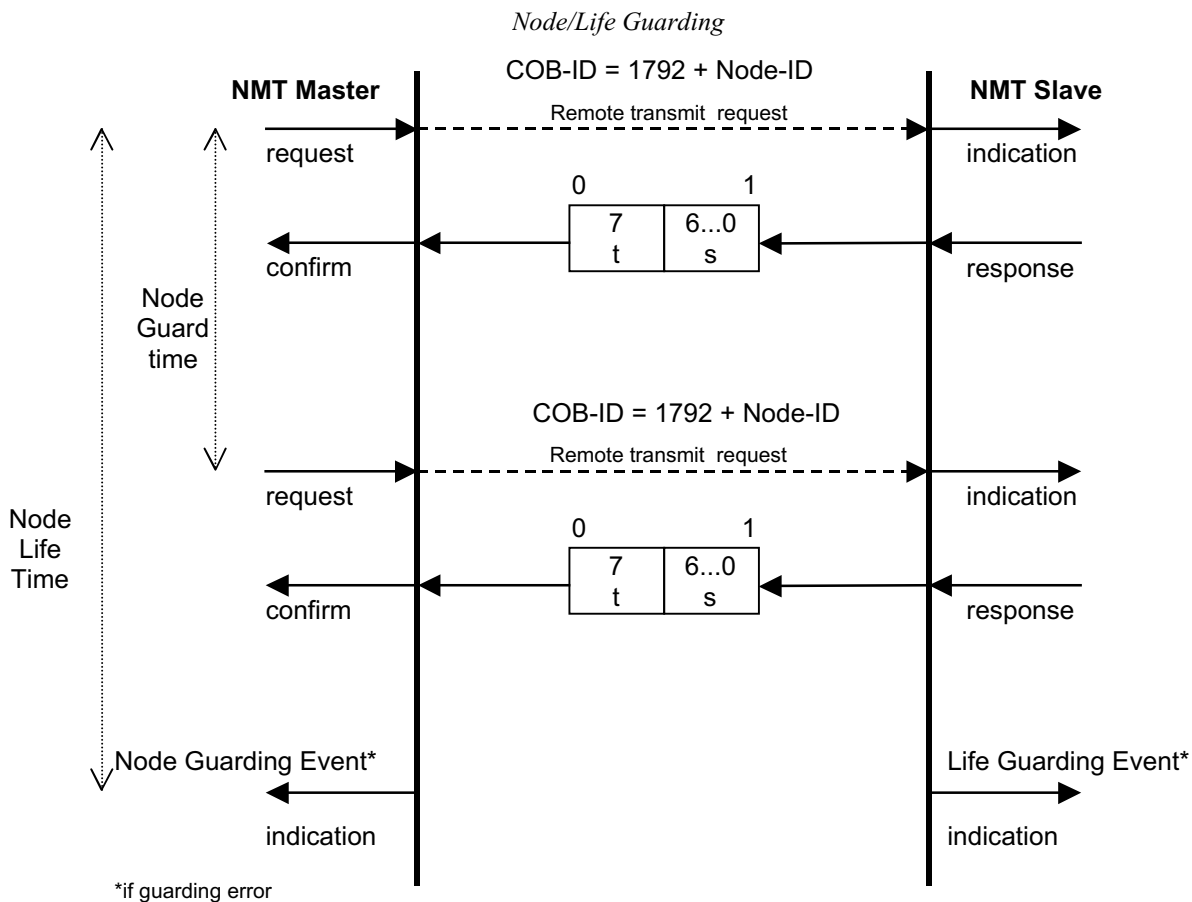 Node/Life Guarding
COB-ID = 1792 + Node-ID
NMT Master
NMT Slave
Remote transmit request
request
indication
0 1
7 6...0
t s
confirm
response
Node
Guard
time
COB-ID = 1792 + Node-ID
Remote transmit request
request
indication
Node
Life
Time
0 1
7 6...0
t s
confirm
response
Node Guarding Event*
Life Guarding Event*
indication
indication
*if guarding error